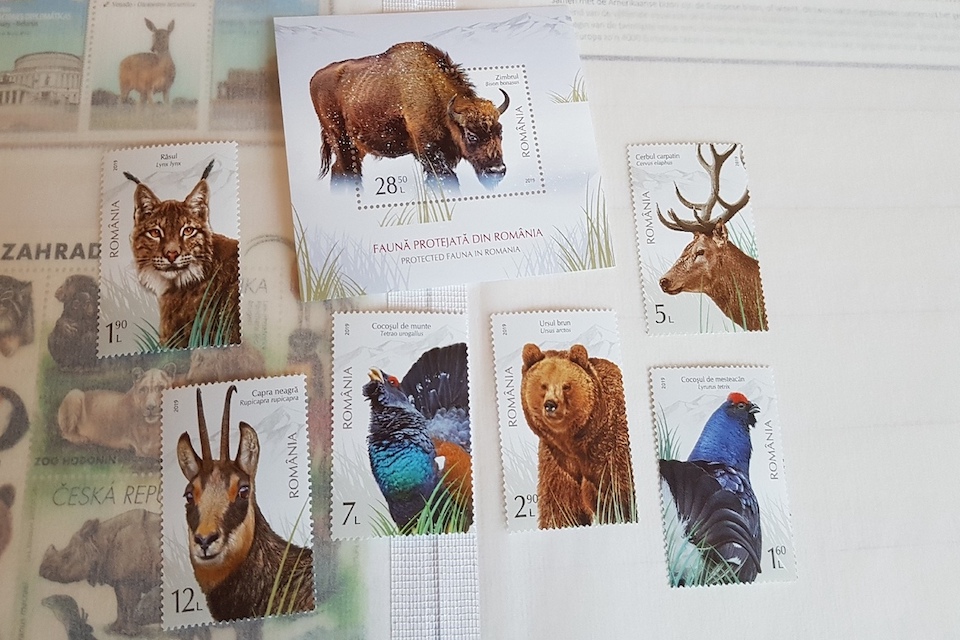 Zimbrul
Bison bonasus
ROMÂNIA
28 50 L
2019
FAUNĂ PROTEJATĂ DIN ROMÂNIA
PROTECTED FAUNA IN ROMANIA
2019
Râsul
Lynx lynx
ROMÂNIA
1 90 L
Cerbul carpatin
Cervus elaphus
ROMÂNIA
5 L
2019
Capra neagră
Rupicapra rupicapra
ROMÂNIA
12 L
2019
Cocoșul de munte
Tetrao urogallus
ROMÂNIA
7 L
2019
Ursul brun
Ursus arctos
ROMÂNIA
2 90 L
2019
Cocoșul de mesteacăn
Lyrurus tetrix
ROMÂNIA
1 60 L
ZAHRAD
KA
ZOO HODONÍN
ČESKÁ REPU